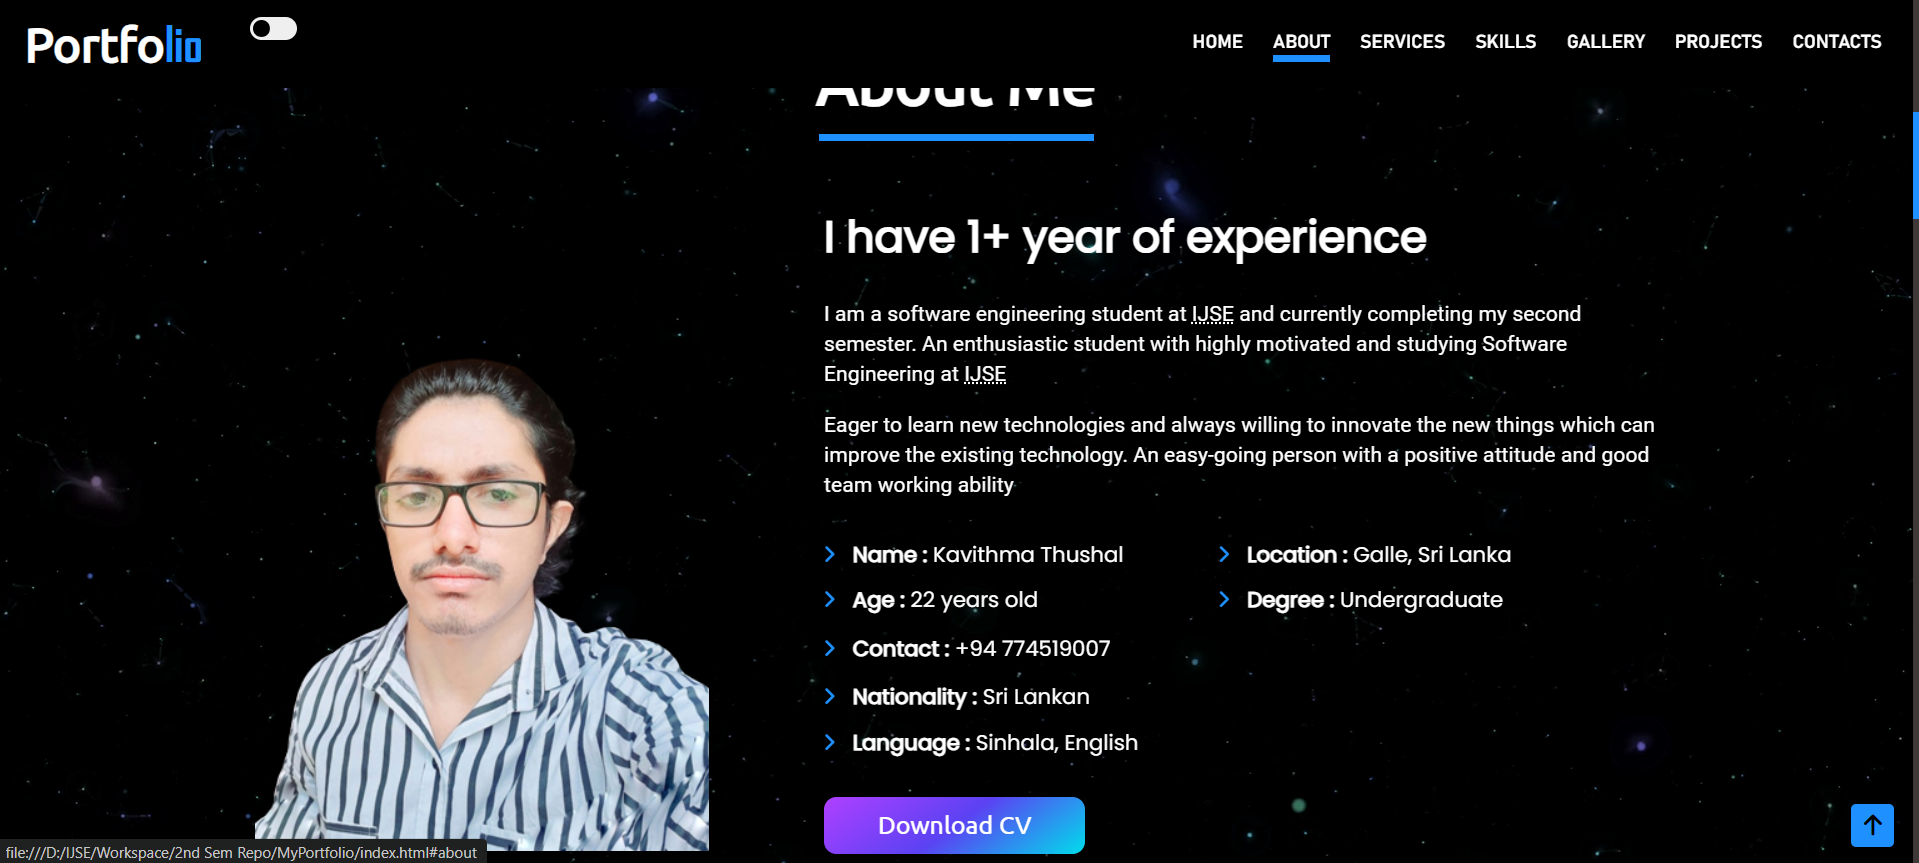 Portfolio
HOME ABOUT SERVICES SKILLS GALLERY PROJECTS CONTACTS
About Me
I have 1+ year of experience
I am a software engineering student at IJSE and currently completing my second
semester. An enthusiastic student with highly motivated and studying Software
Engineering at IJSE
Eager to learn new technologies and always willing to innovate the new things which can
improve the existing technology. An easy-going person with a positive attitude and good
team working ability
Name : Kavithma Thushal
Location : Galle, Sri Lanka
Age : 22 years old
Degree : Undergraduate
Contact : +94 774519007
Nationality : Sri Lankan
Language : Sinhala, English
Download CV
file:///D:/IJSE/Workspace/2nd Sem Repo/MyPortfolio/index.html#about